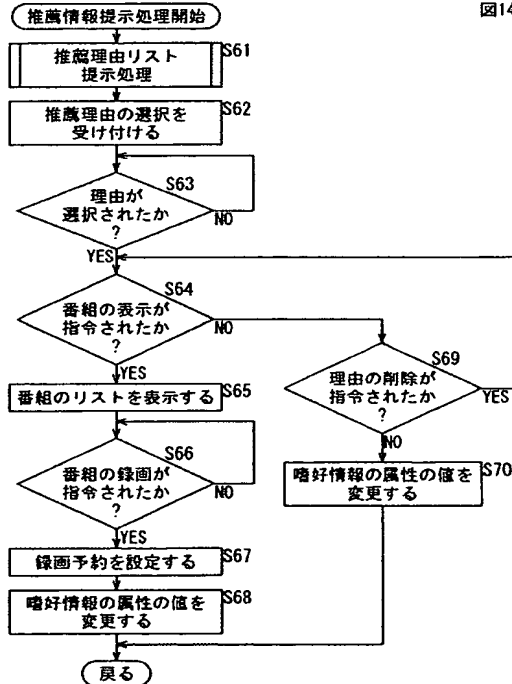 図14
推薦情報提示処理開始
S61
推薦理由リスト
提示処理
S62
推薦理由の選択を
受け付ける
S63
理由が
選択されたか
?
NO
YES
S64
番組の表示が
指令されたか
?
NO
YES
S69
理由の削除が
指令されたか
?
YES
NO
番組のリストを表示する
S65
S66
番組の録画が
指令されたか
?
NO
YES
嗜好情報の属性の値を
変更する
S70
録画予約を設定する
S67
嗜好情報の属性の値を
変更する
S68
戻る